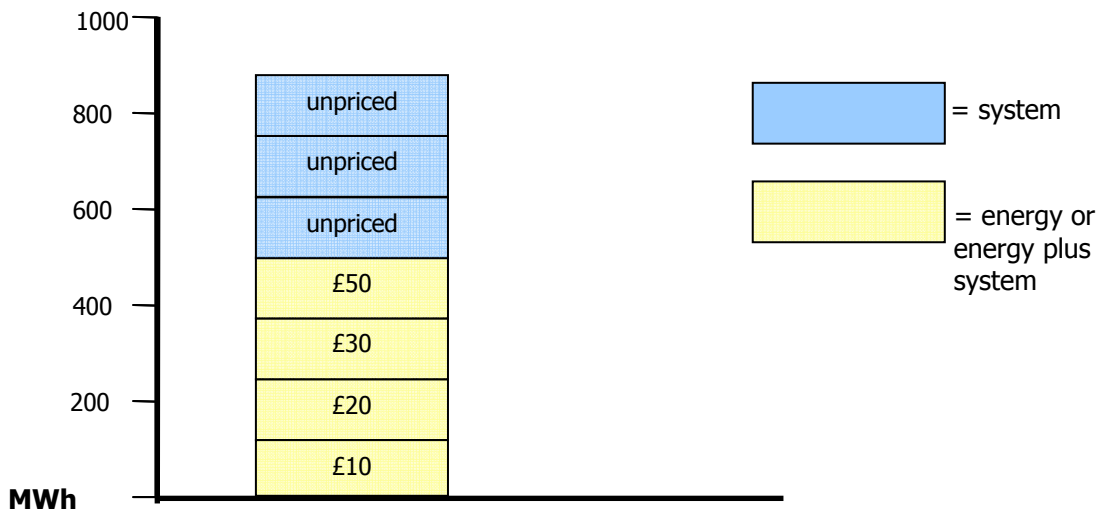 1000
800
600
400
200
MWh
unpriced
unpriced
unpriced
£50
£30
£20
£10
= system
= energy or
energy plus
system